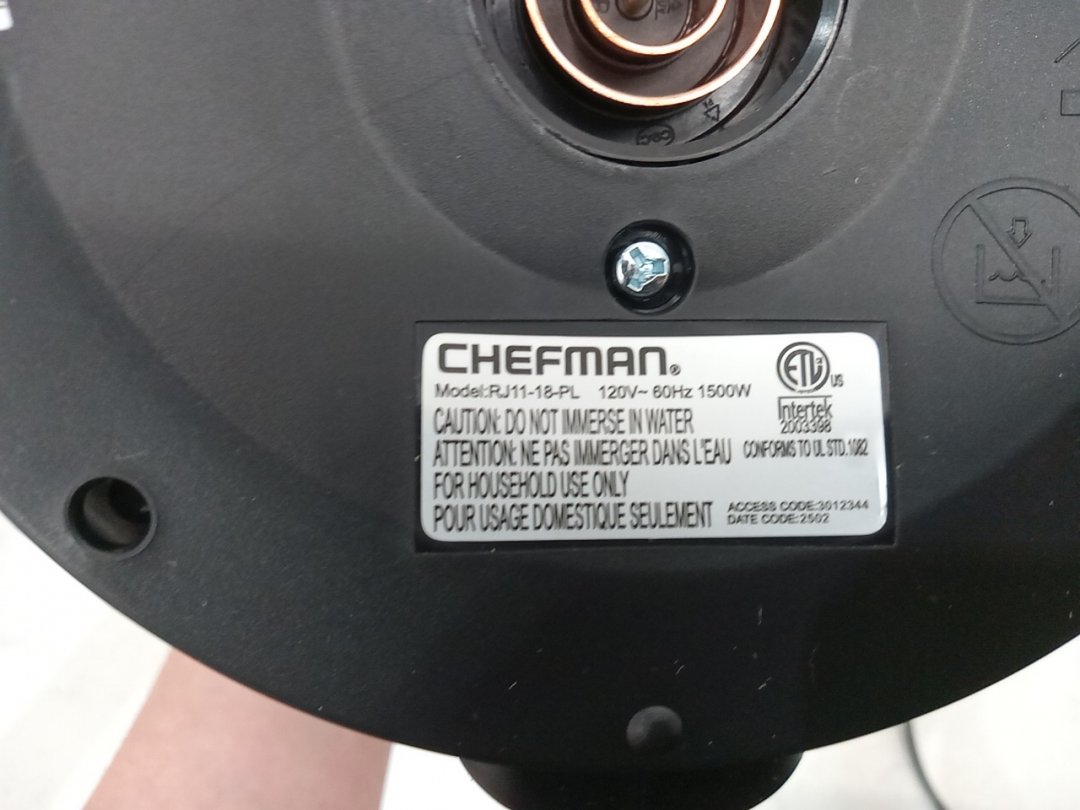 CHEFMAN®
Model:RJ11-18-PL 120V~ 60Hz 1500W
ETL US
Intertek
2003398
CAUTION: DO NOT IMMERSE IN WATER
ATTENTION: NE PAS IMMERGER DANS L'EAU
CONFORMS TO UL STD.1082
FOR HOUSEHOLD USE ONLY
POUR USAGE DOMESTIQUE SEULEMENT
ACCESS CODE:3012344
DATE CODE:2502